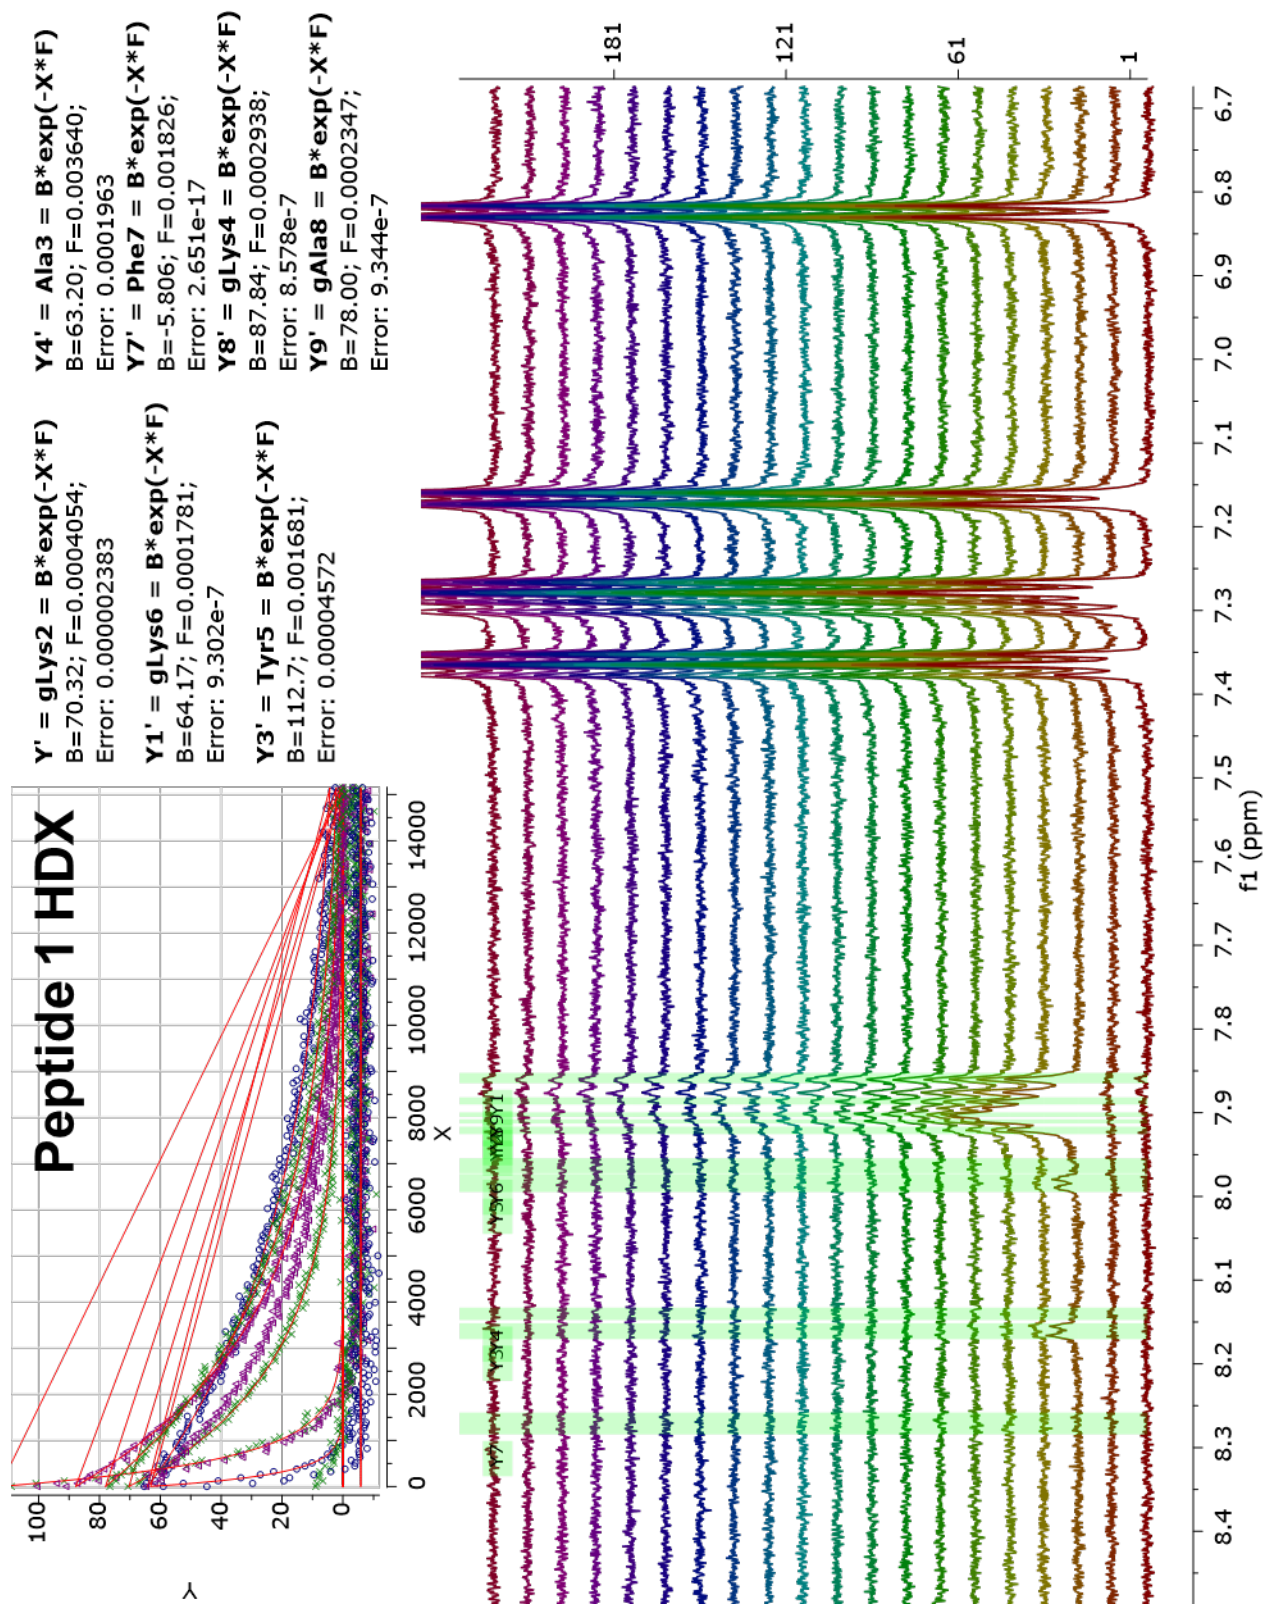 Peptide 1 HDX
Y
100
80
60
40
20
0
0
2000
4000
6000
8000
10000
12000
14000
X
Y' = gLys2 = B*exp(-X*F)
B=70.32; F=0.0004054;
Error: 0.000002383
Y1' = gLys6 = B*exp(-X*F)
B=64.17; F=0.0001781;
Error: 9.302e-7
Y3' = Tyr5 = B*exp(-X*F)
B=112.7; F=0.001681;
Error: 0.00004572
Y4' = Ala3 = B*exp(-X*F)
B=63.20; F=0.003640;
Error: 0.0001963
Y7' = Phe7 = B*exp(-X*F)
B=-5.806; F=0.001826;
Error: 2.651e-17
Y8' = gLys4 = B*exp(-X*F)
B=87.84; F=0.0002938;
Error: 8.578e-7
Y9' = gAla8 = B*exp(-X*F)
B=78.00; F=0.0002347;
Error: 9.344e-7
Y7
Y3Y4
Y5Y6
Y9Y1
181
121
61
1
8.4
8.3
8.2
8.1
8.0
7.9
7.8
7.7
7.6
7.5
7.4
7.3
7.2
7.1
7.0
6.9
6.8
6.7
f1 (ppm)